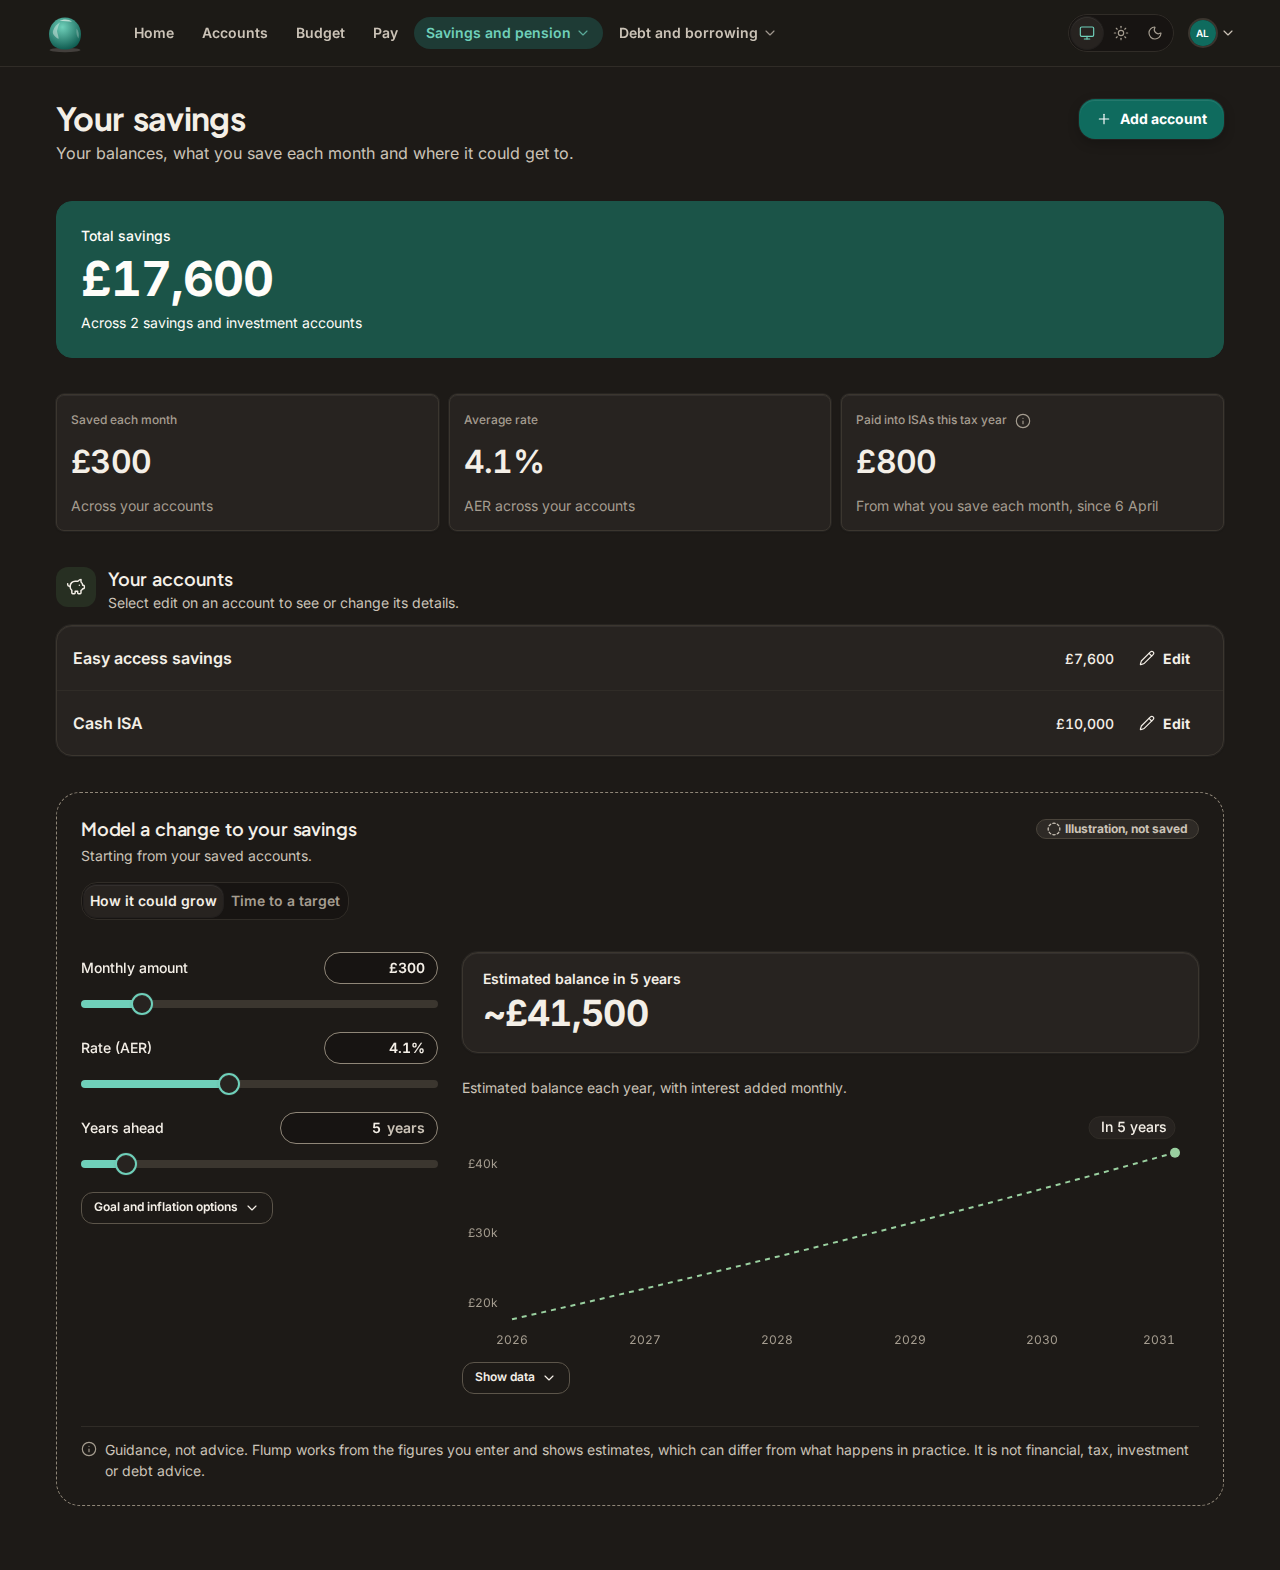 Home Accounts Budget Pay Savings and pension Debt and borrowing AL
Your savings
Add account
Your balances, what you save each month and where it could get to.
Total savings
£17,600
Across 2 savings and investment accounts
Saved each month
£300
Across your accounts
Average rate
4.1%
AER across your accounts
Paid into ISAs this tax year
£800
From what you save each month, since 6 April
Your accounts
Select edit on an account to see or change its details.
Easy access savings £7,600 Edit
Cash ISA £10,000 Edit
Model a change to your savings
Illustration, not saved
Starting from your saved accounts.
How it could grow Time to a target
Monthly amount £300
Rate (AER) 4.1%
Years ahead 5 years
Goal and inflation options
Estimated balance in 5 years
~£41,500
Estimated balance each year, with interest added monthly.
In 5 years
£40k
£30k
£20k
2026 2027 2028 2029 2030 2031
Show data
Guidance, not advice. Flump works from the figures you enter and shows estimates, which can differ from what happens in practice. It is not financial, tax, investment
or debt advice.